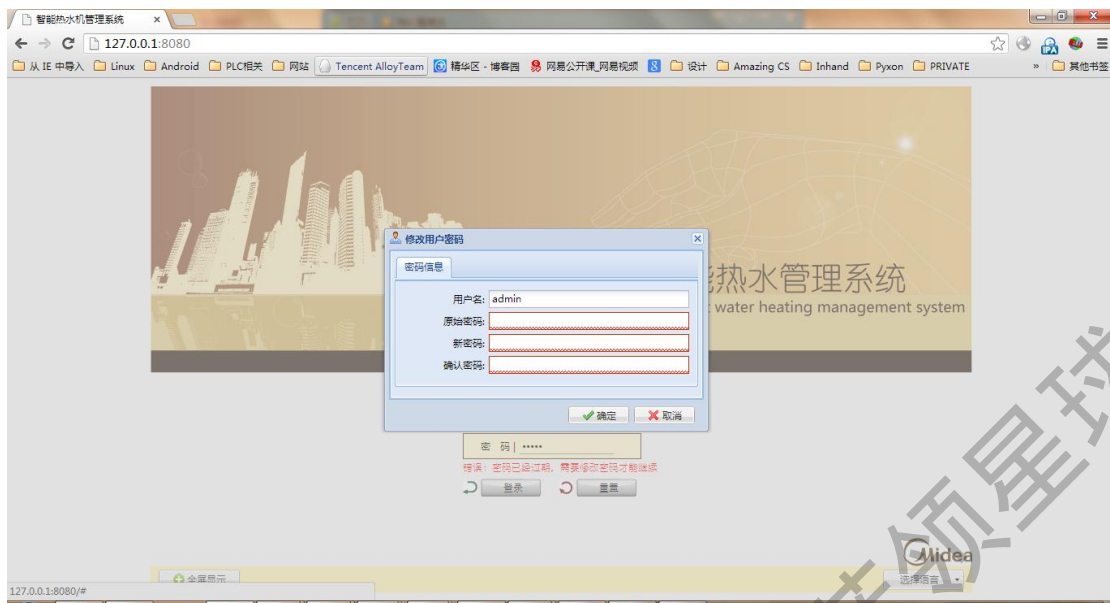 智能热水机管理系统
127.0.0.1:8080
从 IE 中导入 Linux Android PLC相关 网站 Tencent AlloyTeam 精华区 - 博客园 网易公开课_网易视频 设计 Amazing CS Inhand Pyxon PRIVATE » 其他书签
修改用户密码
密码信息
热水管理系统
water heating management system
用户名: admin
原始密码:
新密码:
确认密码:
确定 取消
密 码 | •••••
错误: 密码已经过期, 需要修改密码才能继续
登录 重置
Midea
全屏显示 选择语言
127.0.0.1:8080/#
领星球